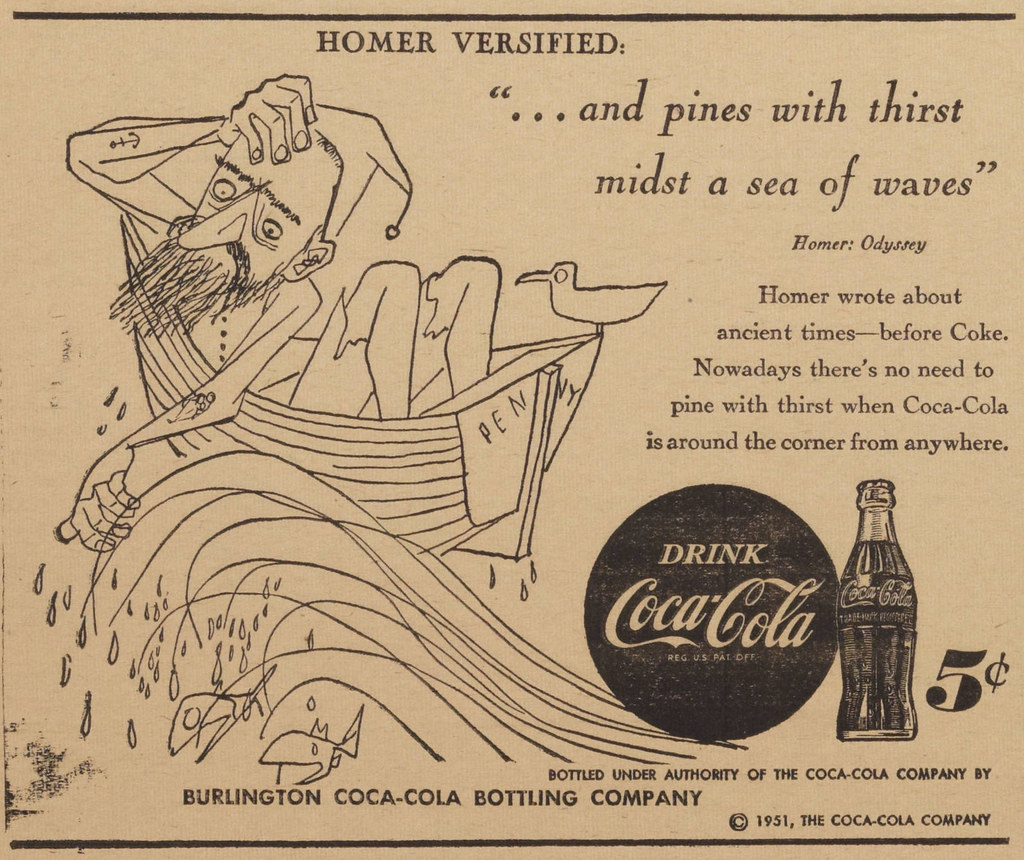 HOMER VERSIFIED:
“...and pines with thirst
midst a sea of waves”
Homer: Odyssey
Homer wrote about
ancient times—before Coke.
Nowadays there's no need to
pine with thirst when Coca-Cola
is around the corner from anywhere.
PENNY
DRINK
Coca-Cola
REG. U.S. PAT. OFF.
Coca-Cola
TRADE-MARK REGISTERED
5¢
BOTTLED UNDER AUTHORITY OF THE COCA-COLA COMPANY BY
BURLINGTON COCA-COLA BOTTLING COMPANY
© 1951, THE COCA-COLA COMPANY